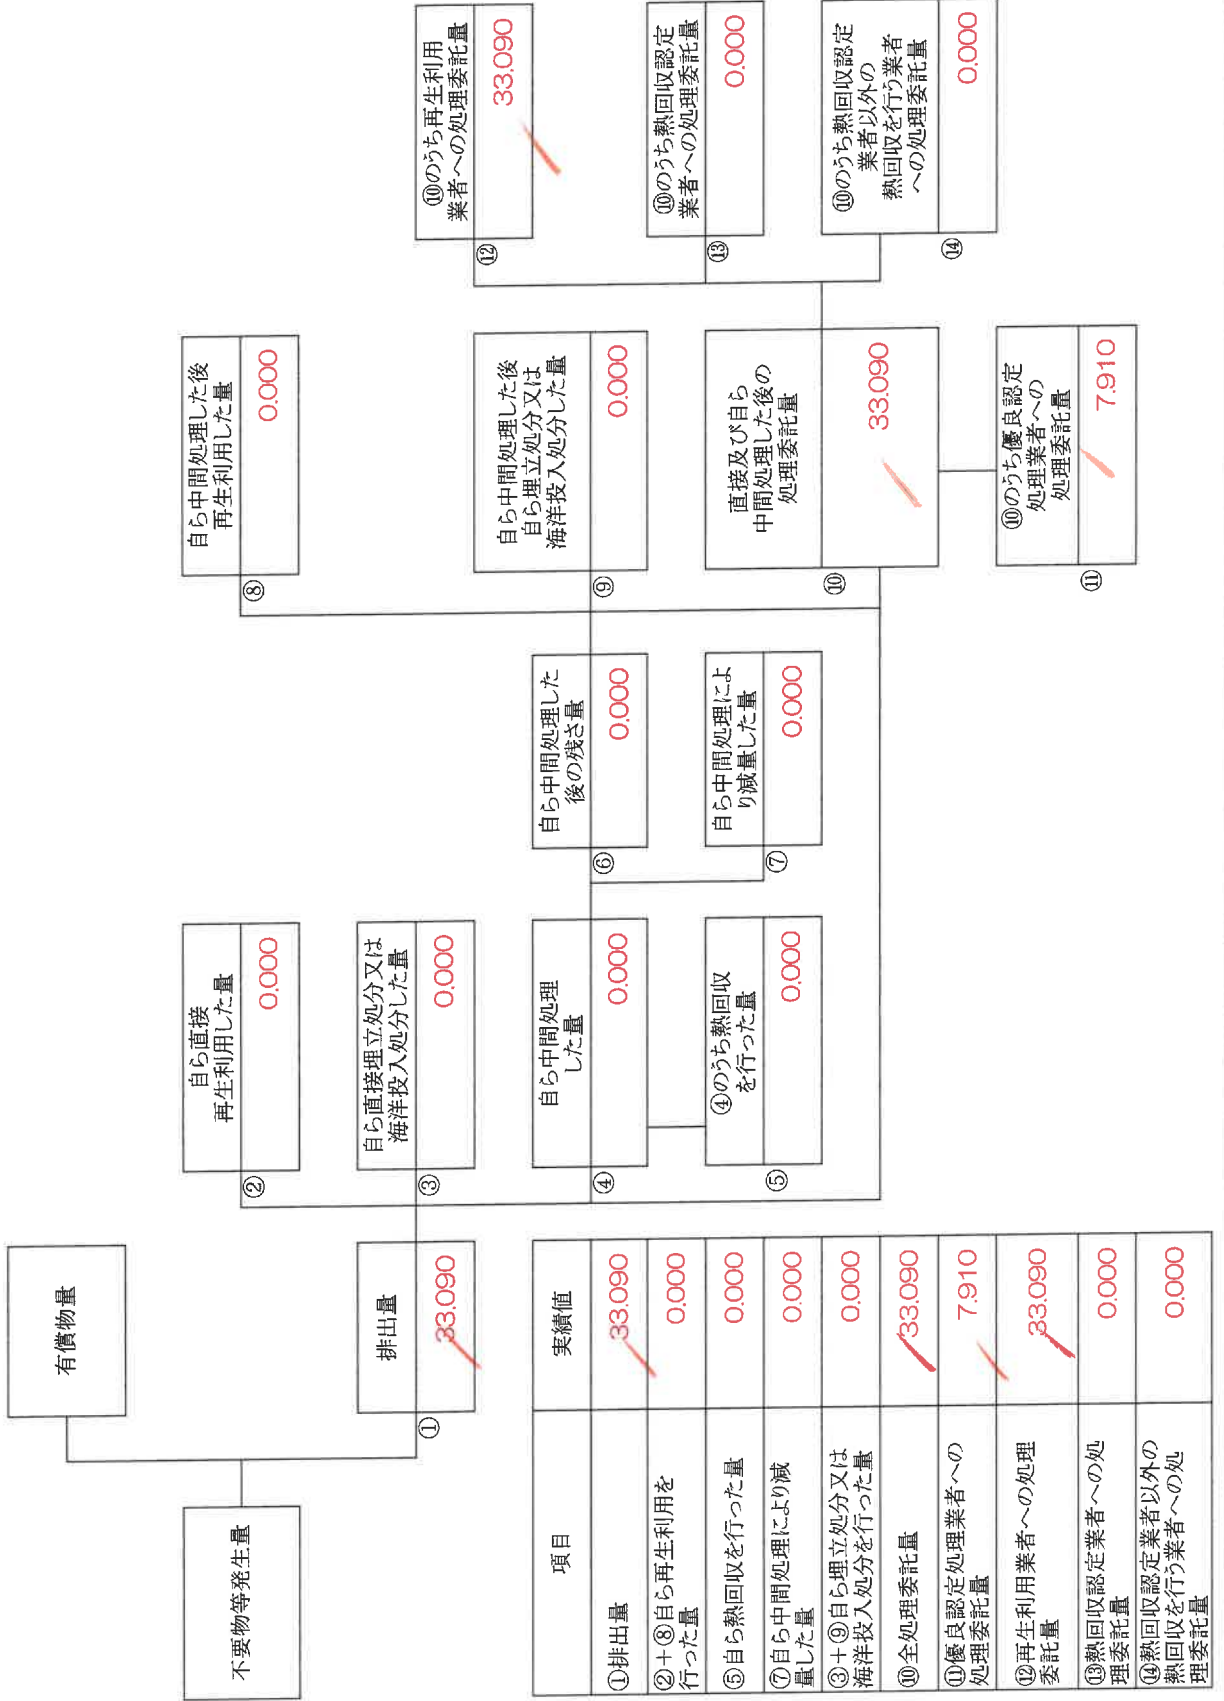 不要物等発生量
有償物量
①
排出量
33.090
②
自ら直接
再生利用した量
0.000
③
自ら直接埋立処分又は
海洋投入処分した量
0.000
④
自ら中間処理
した量
0.000
⑤
④のうち熱回収
を行った量
0.000
⑥
自ら中間処理した
後の残さ量
0.000
⑦
自ら中間処理によ
り減量した量
0.000
⑧
自ら中間処理した後
再生利用した量
0.000
⑨
自ら中間処理した後
自ら埋立処分又は
海洋投入処分した量
0.000
⑩
直接及び自ら
中間処理した後の
処理委託量
33.090
⑪
⑩のうち優良認定
処理業者への
処理委託量
7.910
⑫
⑩のうち再生利用
業者への処理委託量
33.090
⑬
⑩のうち熱回収認定
業者への処理委託量
0.000
⑭
⑩のうち熱回収認定
業者以外の
熱回収を行う業者
への処理委託量
0.000
項目 実績値
①排出量 33.090
②+⑧自ら再生利用を
行った量 0.000
⑤自ら熱回収を行った量 0.000
⑦自ら中間処理により減
量した量 0.000
③+⑨自ら埋立処分又は
海洋投入処分を行った量 0.000
⑩全処理委託量 33.090
⑪優良認定処理業者への
処理委託量 7.910
⑫再生利用業者への処理
委託量 33.090
⑬熱回収認定業者への処
理委託量 0.000
⑭熱回収認定業者以外の
熱回収を行う業者への処
理委託量 0.000